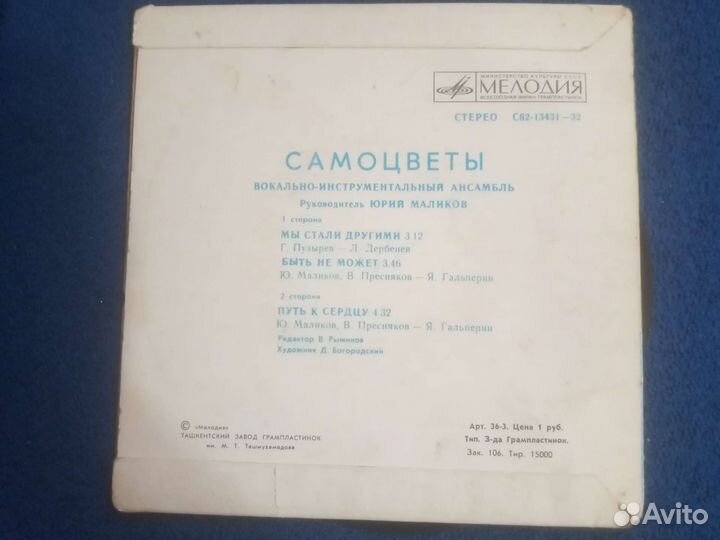 МИНИСТЕРСТВО КУЛЬТУРЫ СССР
МЕЛОДИЯ
ВСЕСОЮЗНАЯ ФИРМА ГРАМПЛАСТИНОК
СТЕРЕО С62-13431—32
САМОЦВЕТЫ
ВОКАЛЬНО-ИНСТРУМЕНТАЛЬНЫЙ АНСАМБЛЬ
Руководитель ЮРИЙ МАЛИКОВ
1 сторона
МЫ СТАЛИ ДРУГИМИ 3.12
Г. Пузырев — Л. Дербенев
БЫТЬ НЕ МОЖЕТ 3.46
Ю. Маликов, В. Пресняков — Я. Гальперин
2 сторона
ПУТЬ К СЕРДЦУ 4.32
Ю. Маликов, В. Пресняков — Я. Гальперин
Редактор В. Рыжиков
Художник Д. Богородский
© «Мелодия»
ТАШКЕНТСКИЙ ЗАВОД ГРАМПЛАСТИНОК
им. М. Т. Ташмухамедова
Арт. 36-3. Цена 1 руб.
Тип. З-да Грампластинок.
Зак. 106. Тир. 15000
Avito